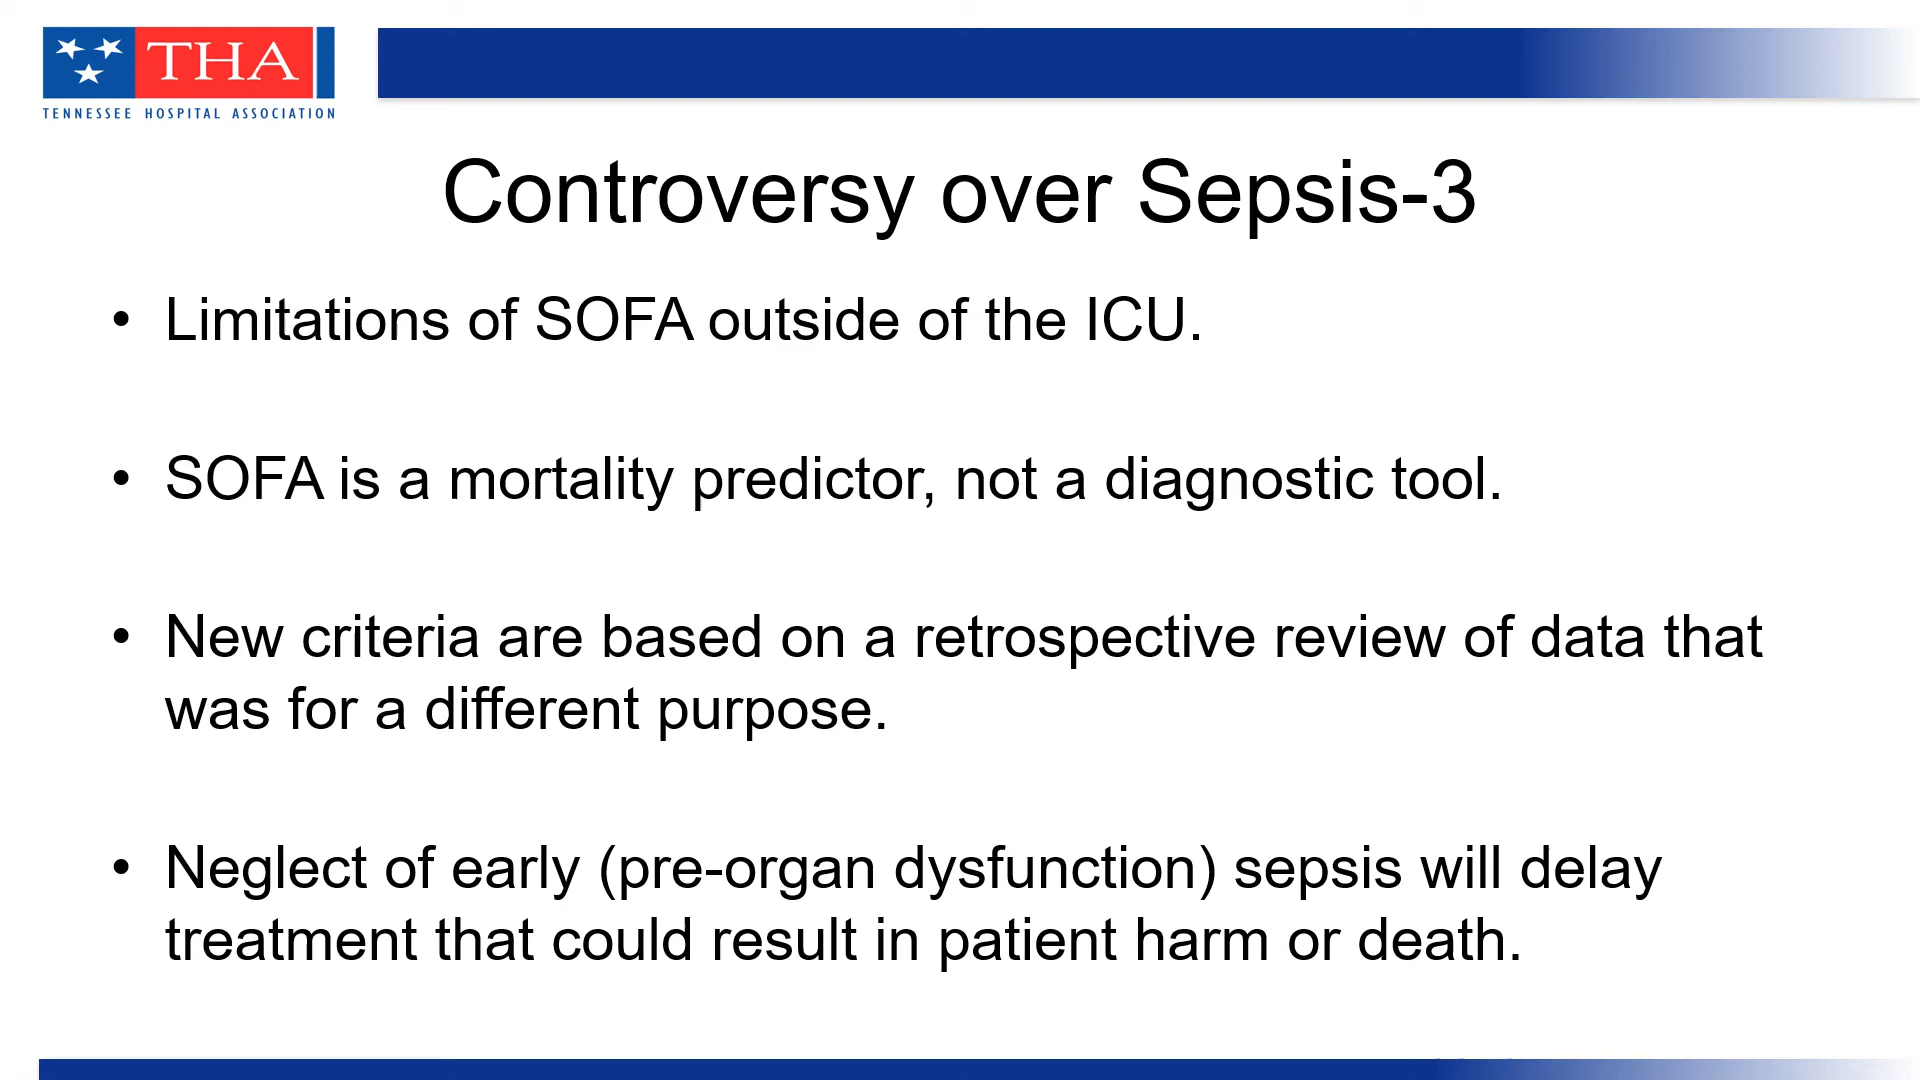 THA
TENNESSEE HOSPITAL ASSOCIATION
Controversy over Sepsis-3
• Limitations of SOFA outside of the ICU.
• SOFA is a mortality predictor, not a diagnostic tool.
• New criteria are based on a retrospective review of data that
was for a different purpose.
• Neglect of early (pre-organ dysfunction) sepsis will delay
treatment that could result in patient harm or death.